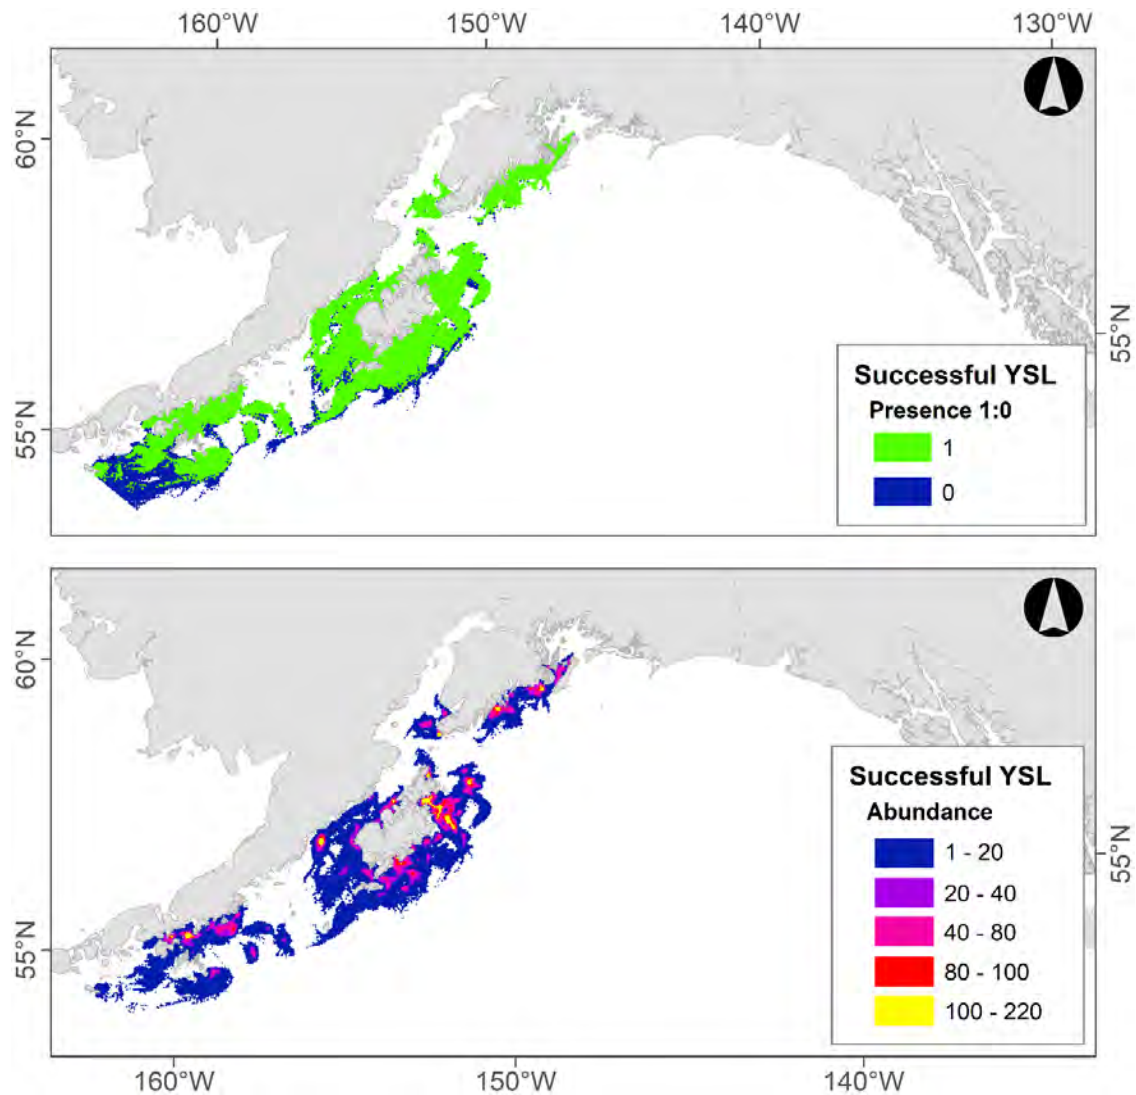 160°W 150°W 140°W 130°W
60°N
55°N
55°N
Successful YSL
Presence 1:0
1
0
60°N
55°N
55°N
Successful YSL
Abundance
1 - 20
20 - 40
40 - 80
80 - 100
100 - 220
160°W 150°W 140°W